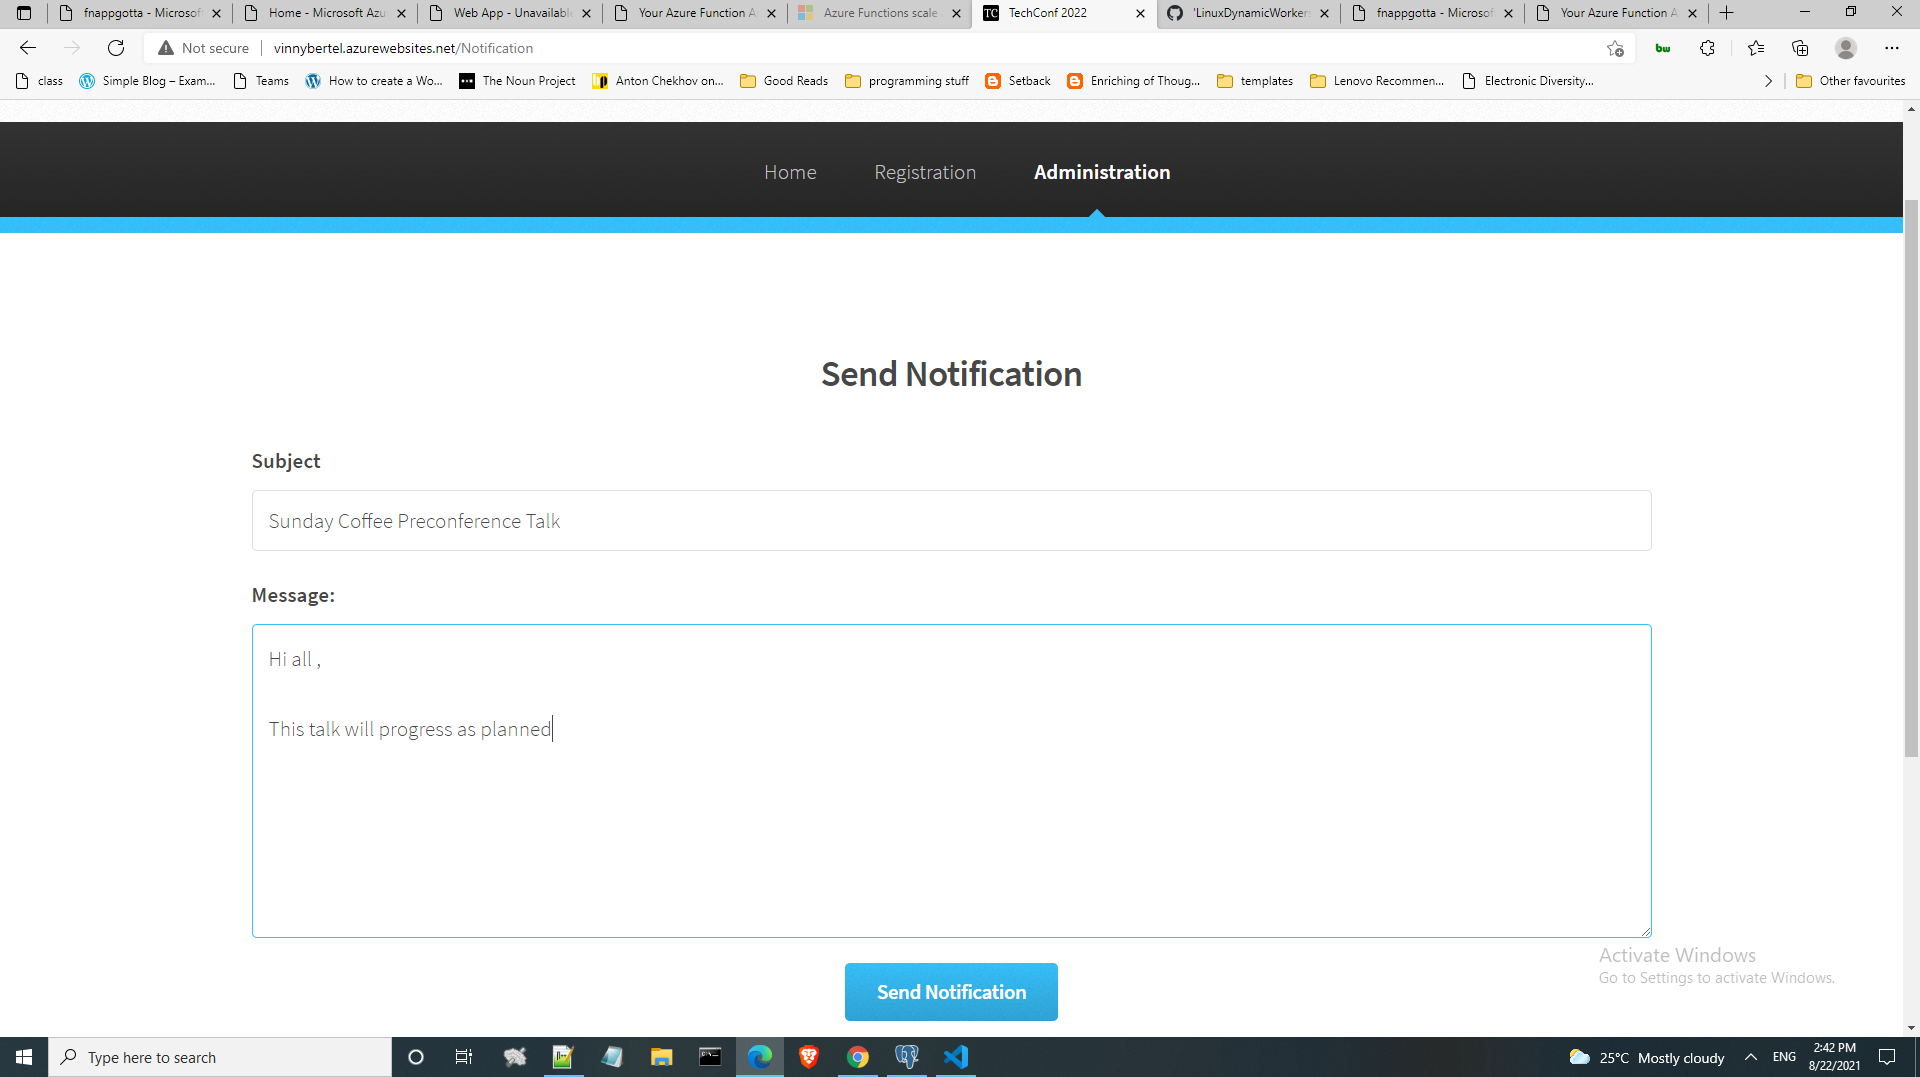 fnappgotta - Microsof
Home - Microsoft Azu
Web App - Unavailable
Your Azure Function A
Azure Functions scale
TC TechConf 2022
'LinuxDynamicWorker
fnappgotta - Microsof
Your Azure Function A
Not secure | vinnybertel.azurewebsites.net/Notification
bw
class
Simple Blog – Exam...
Teams
How to create a Wo...
The Noun Project
Anton Chekhov on...
Good Reads
programming stuff
Setback
Enriching of Thoug...
templates
Lenovo Recommen...
Electronic Diversity...
Other favourites
Home
Registration
Administration
Send Notification
Subject
Sunday Coffee Preconference Talk
Message:
Hi all ,
This talk will progress as planned
Activate Windows
Go to Settings to activate Windows.
Send Notification
Type here to search
25°C Mostly cloudy
ENG
2:42 PM
8/22/2021